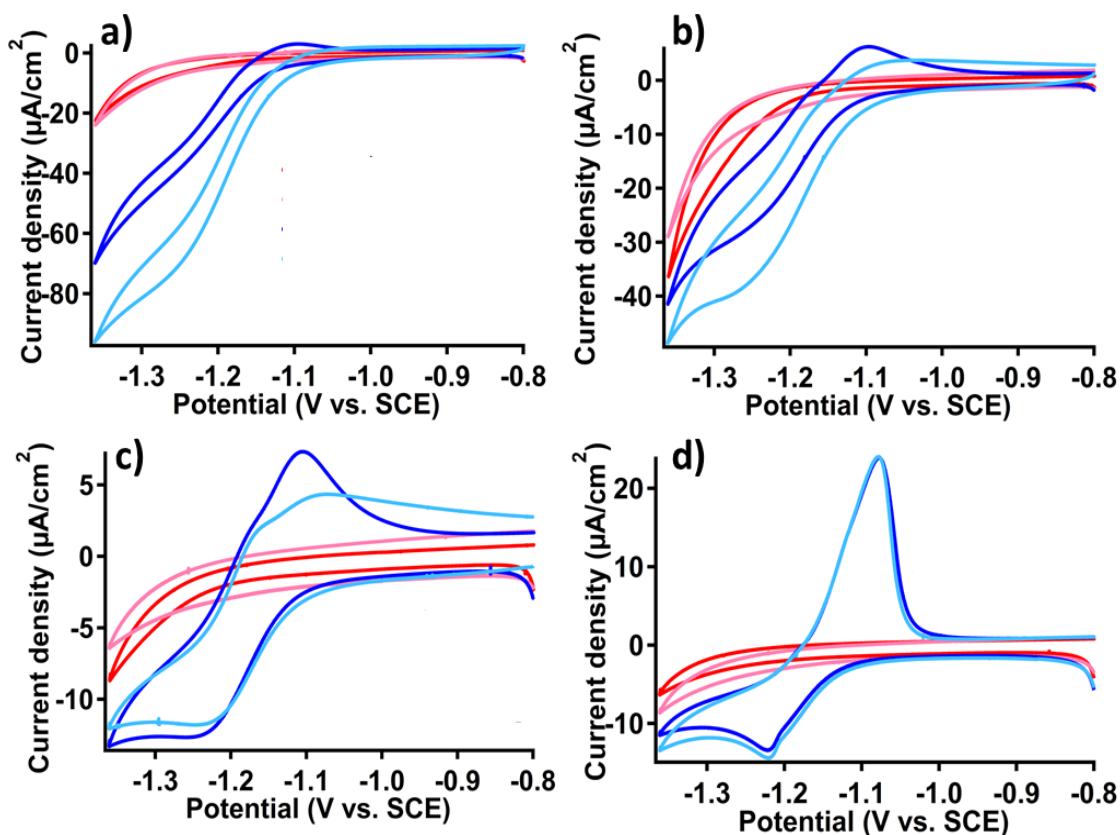 a)
Current density (µA/cm²)
0
-20
-40
-60
-80
-1.3 -1.2 -1.1 -1.0 -0.9 -0.8
Potential (V vs. SCE)
b)
Current density (µA/cm²)
0
-10
-20
-30
-40
-1.3 -1.2 -1.1 -1.0 -0.9 -0.8
Potential (V vs. SCE)
c)
Current density (µA/cm²)
5
0
-5
-10
-1.3 -1.2 -1.1 -1.0 -0.9 -0.8
Potential (V vs. SCE)
d)
Current density (µA/cm²)
20
10
0
-10
-1.3 -1.2 -1.1 -1.0 -0.9 -0.8
Potential (V vs. SCE)